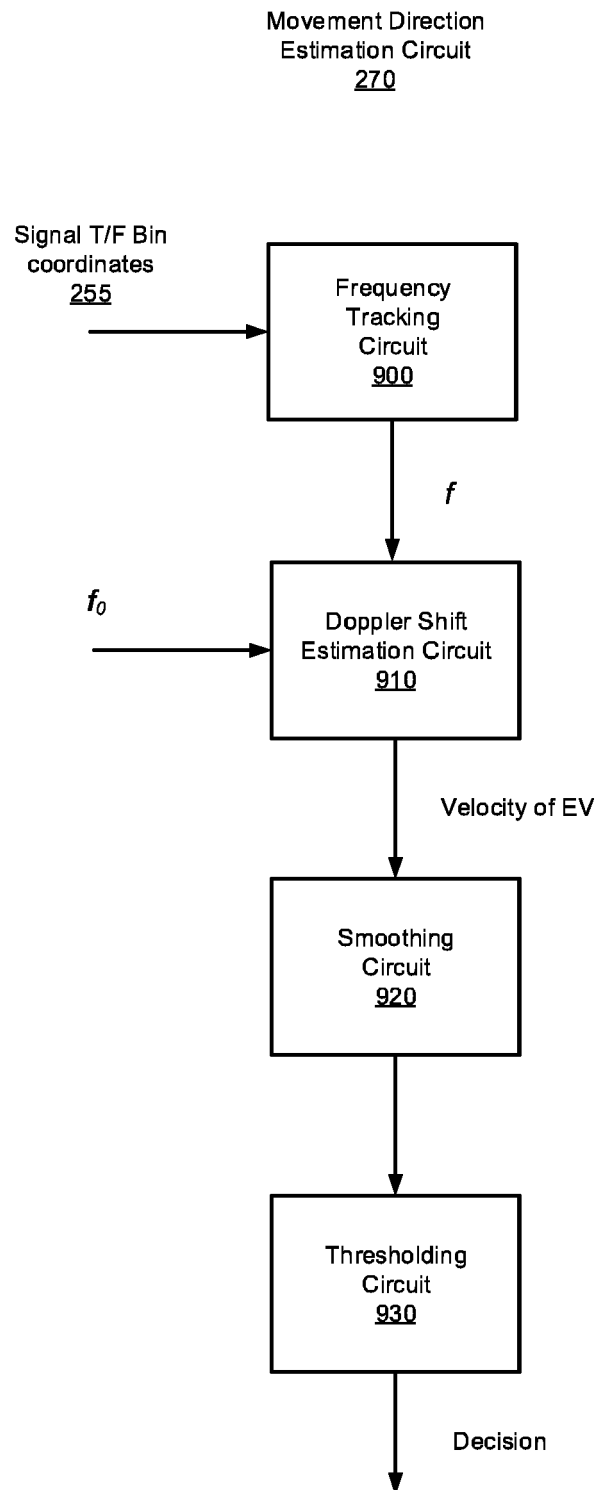 Movement Direction
Estimation Circuit
270
Signal T/F Bin
coordinates
255
Frequency
Tracking
Circuit
900
f
f0
Doppler Shift
Estimation Circuit
910
Velocity of EV
Smoothing
Circuit
920
Thresholding
Circuit
930
Decision